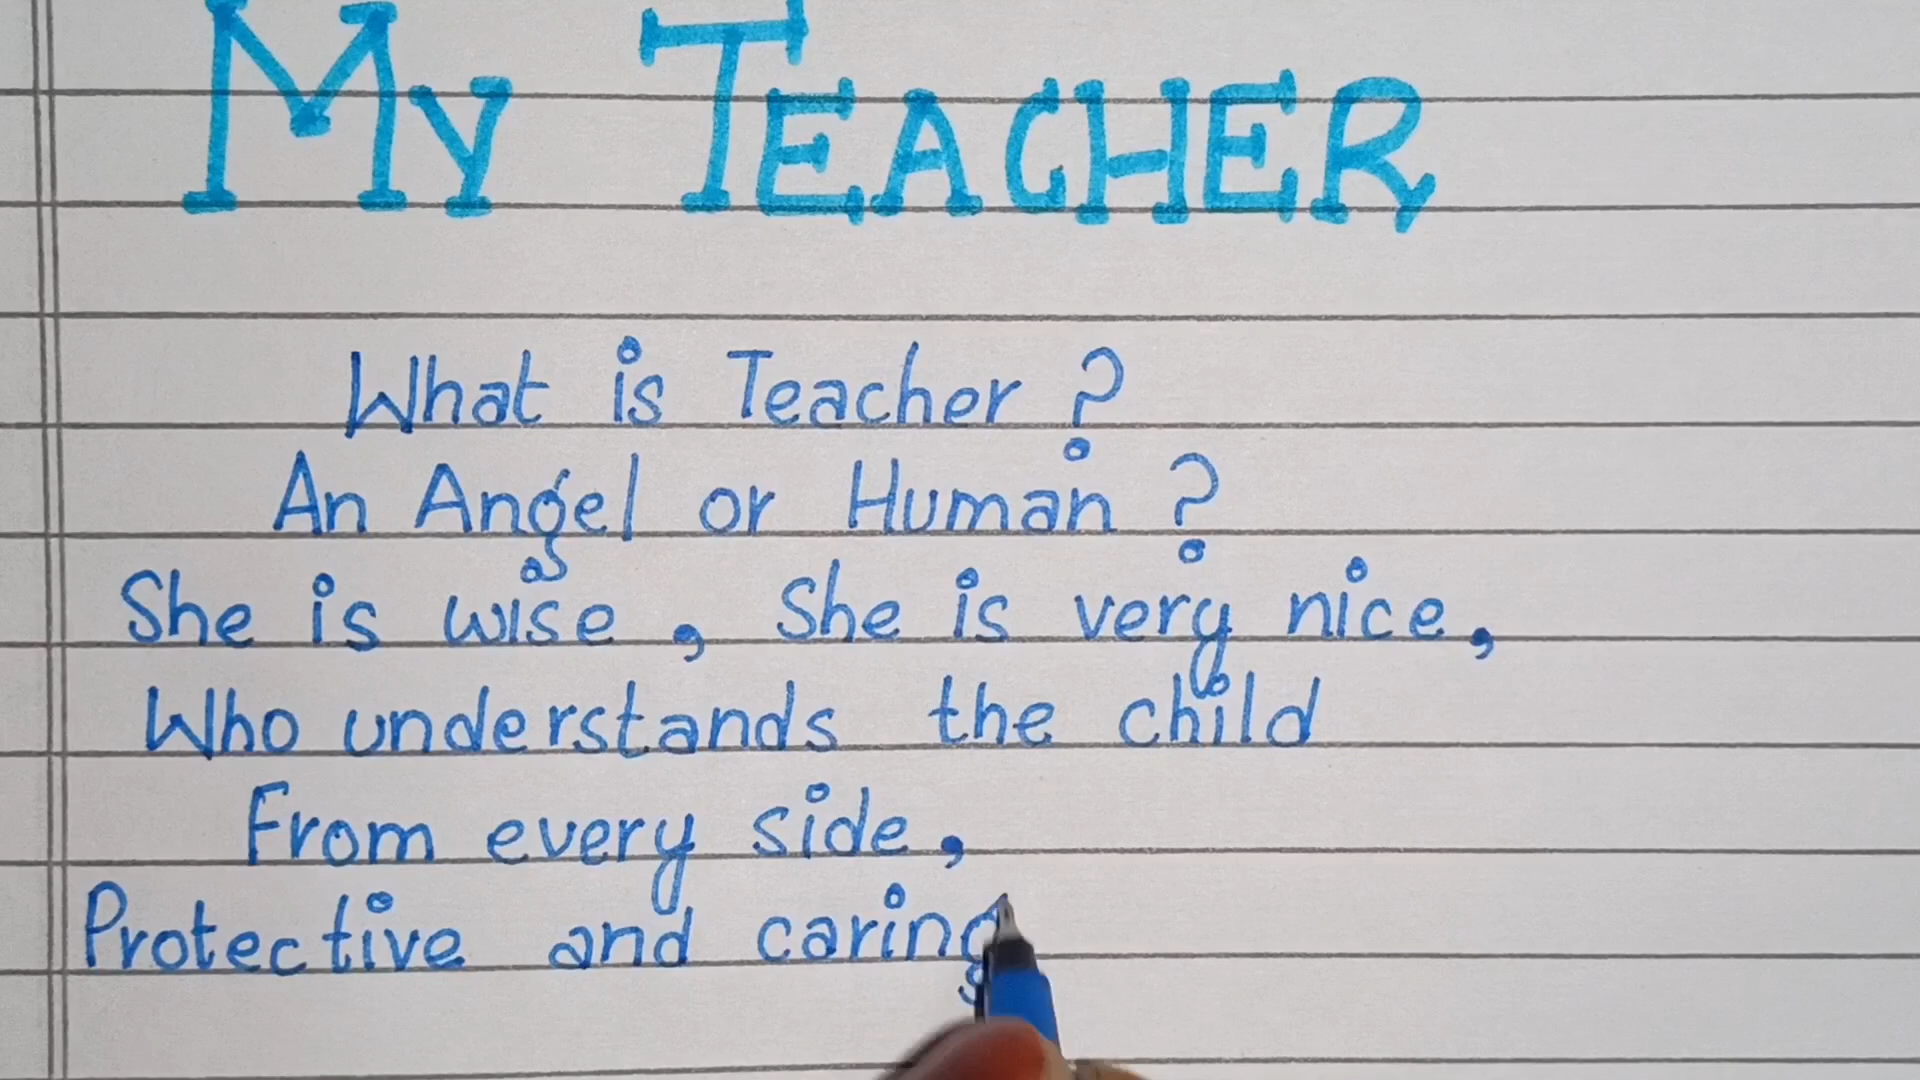 MY TEACHER
What is Teacher ?
An Angel or Human ?
She is wise , She is very nice ,
Who understands the child
From every side ,
Protective and caring